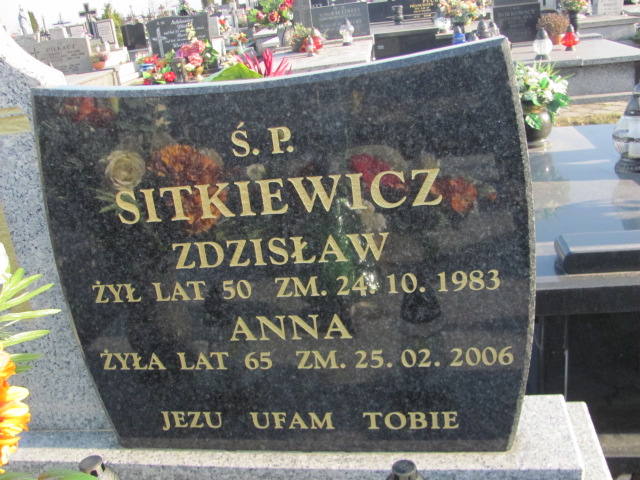 Ś. P.
SITKIEWICZ
ZDZISŁAW
ŻYŁ LAT 50 ZM. 24. 10. 1983
ANNA
ŻYŁA LAT 65 ZM. 25. 02. 2006
JEZU UFAM TOBIE